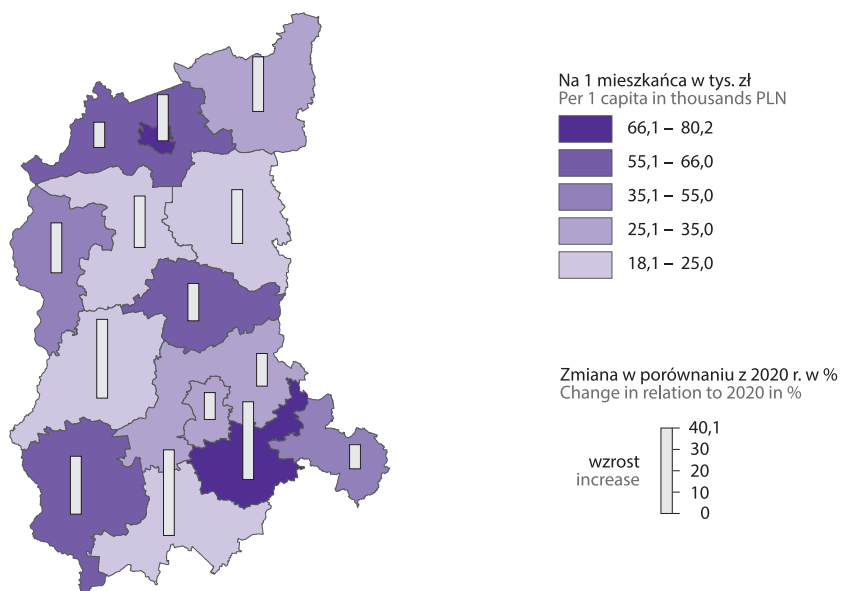 Na 1 mieszkańca w tys. zł
Per 1 capita in thousands PLN
66,1 – 80,2
55,1 – 66,0
35,1 – 55,0
25,1 – 35,0
18,1 – 25,0
Zmiana w porównaniu z 2020 r. w %
Change in relation to 2020 in %
wzrost
increase
40,1
30
20
10
0